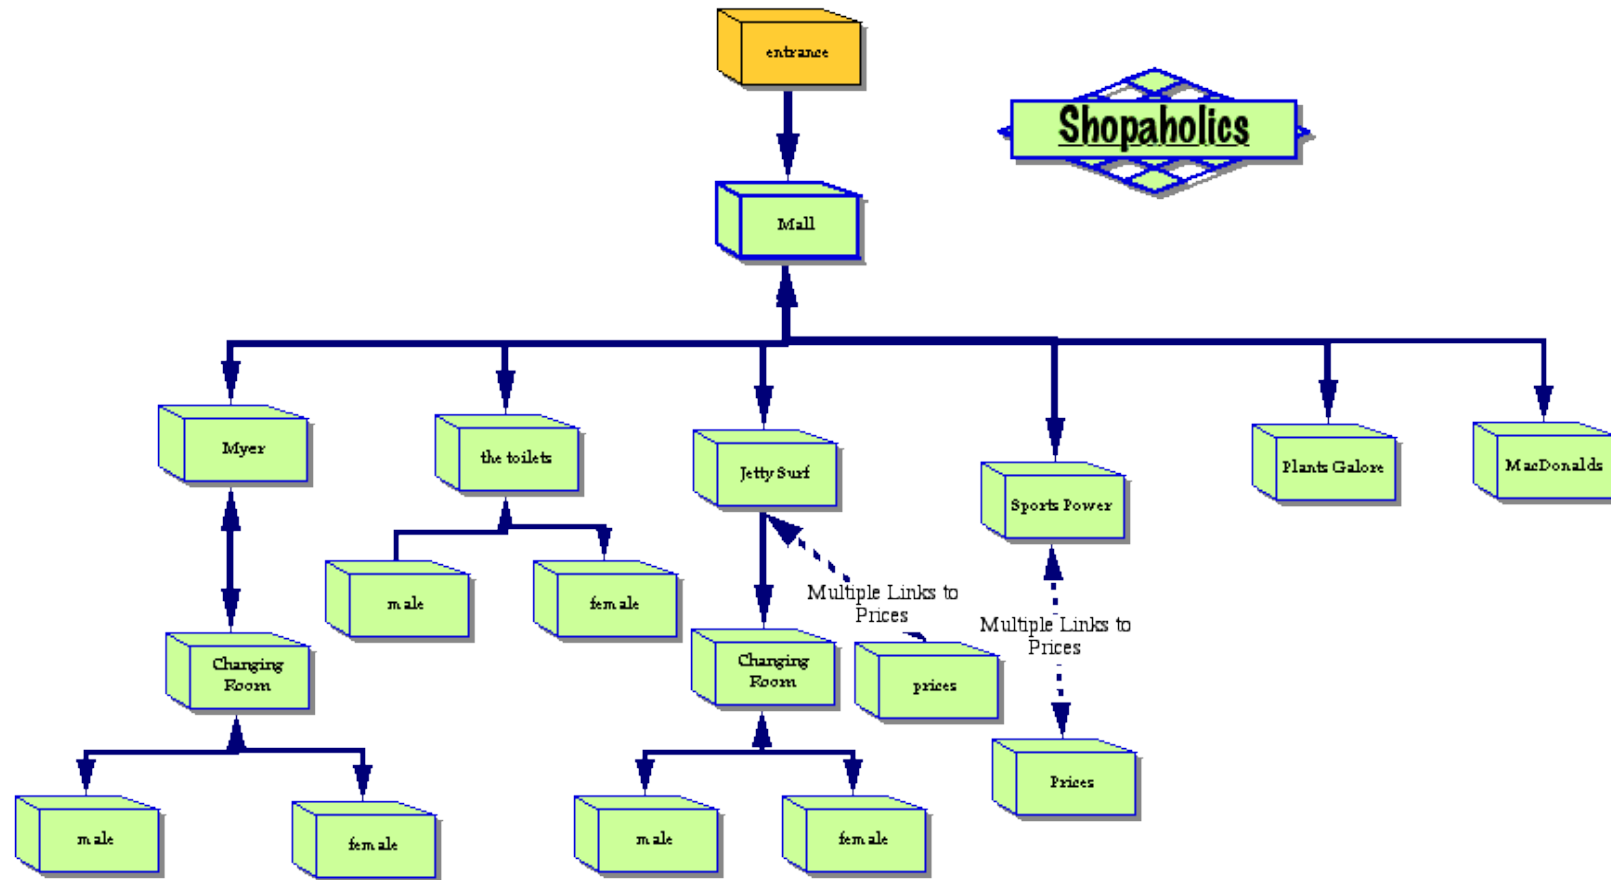 entrance
Shopaholics
Mall
Myer
the toilets
Jetty Surf
Sports Power
Plants Galore
MacDonalds
male
female
Multiple Links to
Prices
Multiple Links to
Prices
Changing
Room
Changing
Room
prices
Prices
male
female
male
female